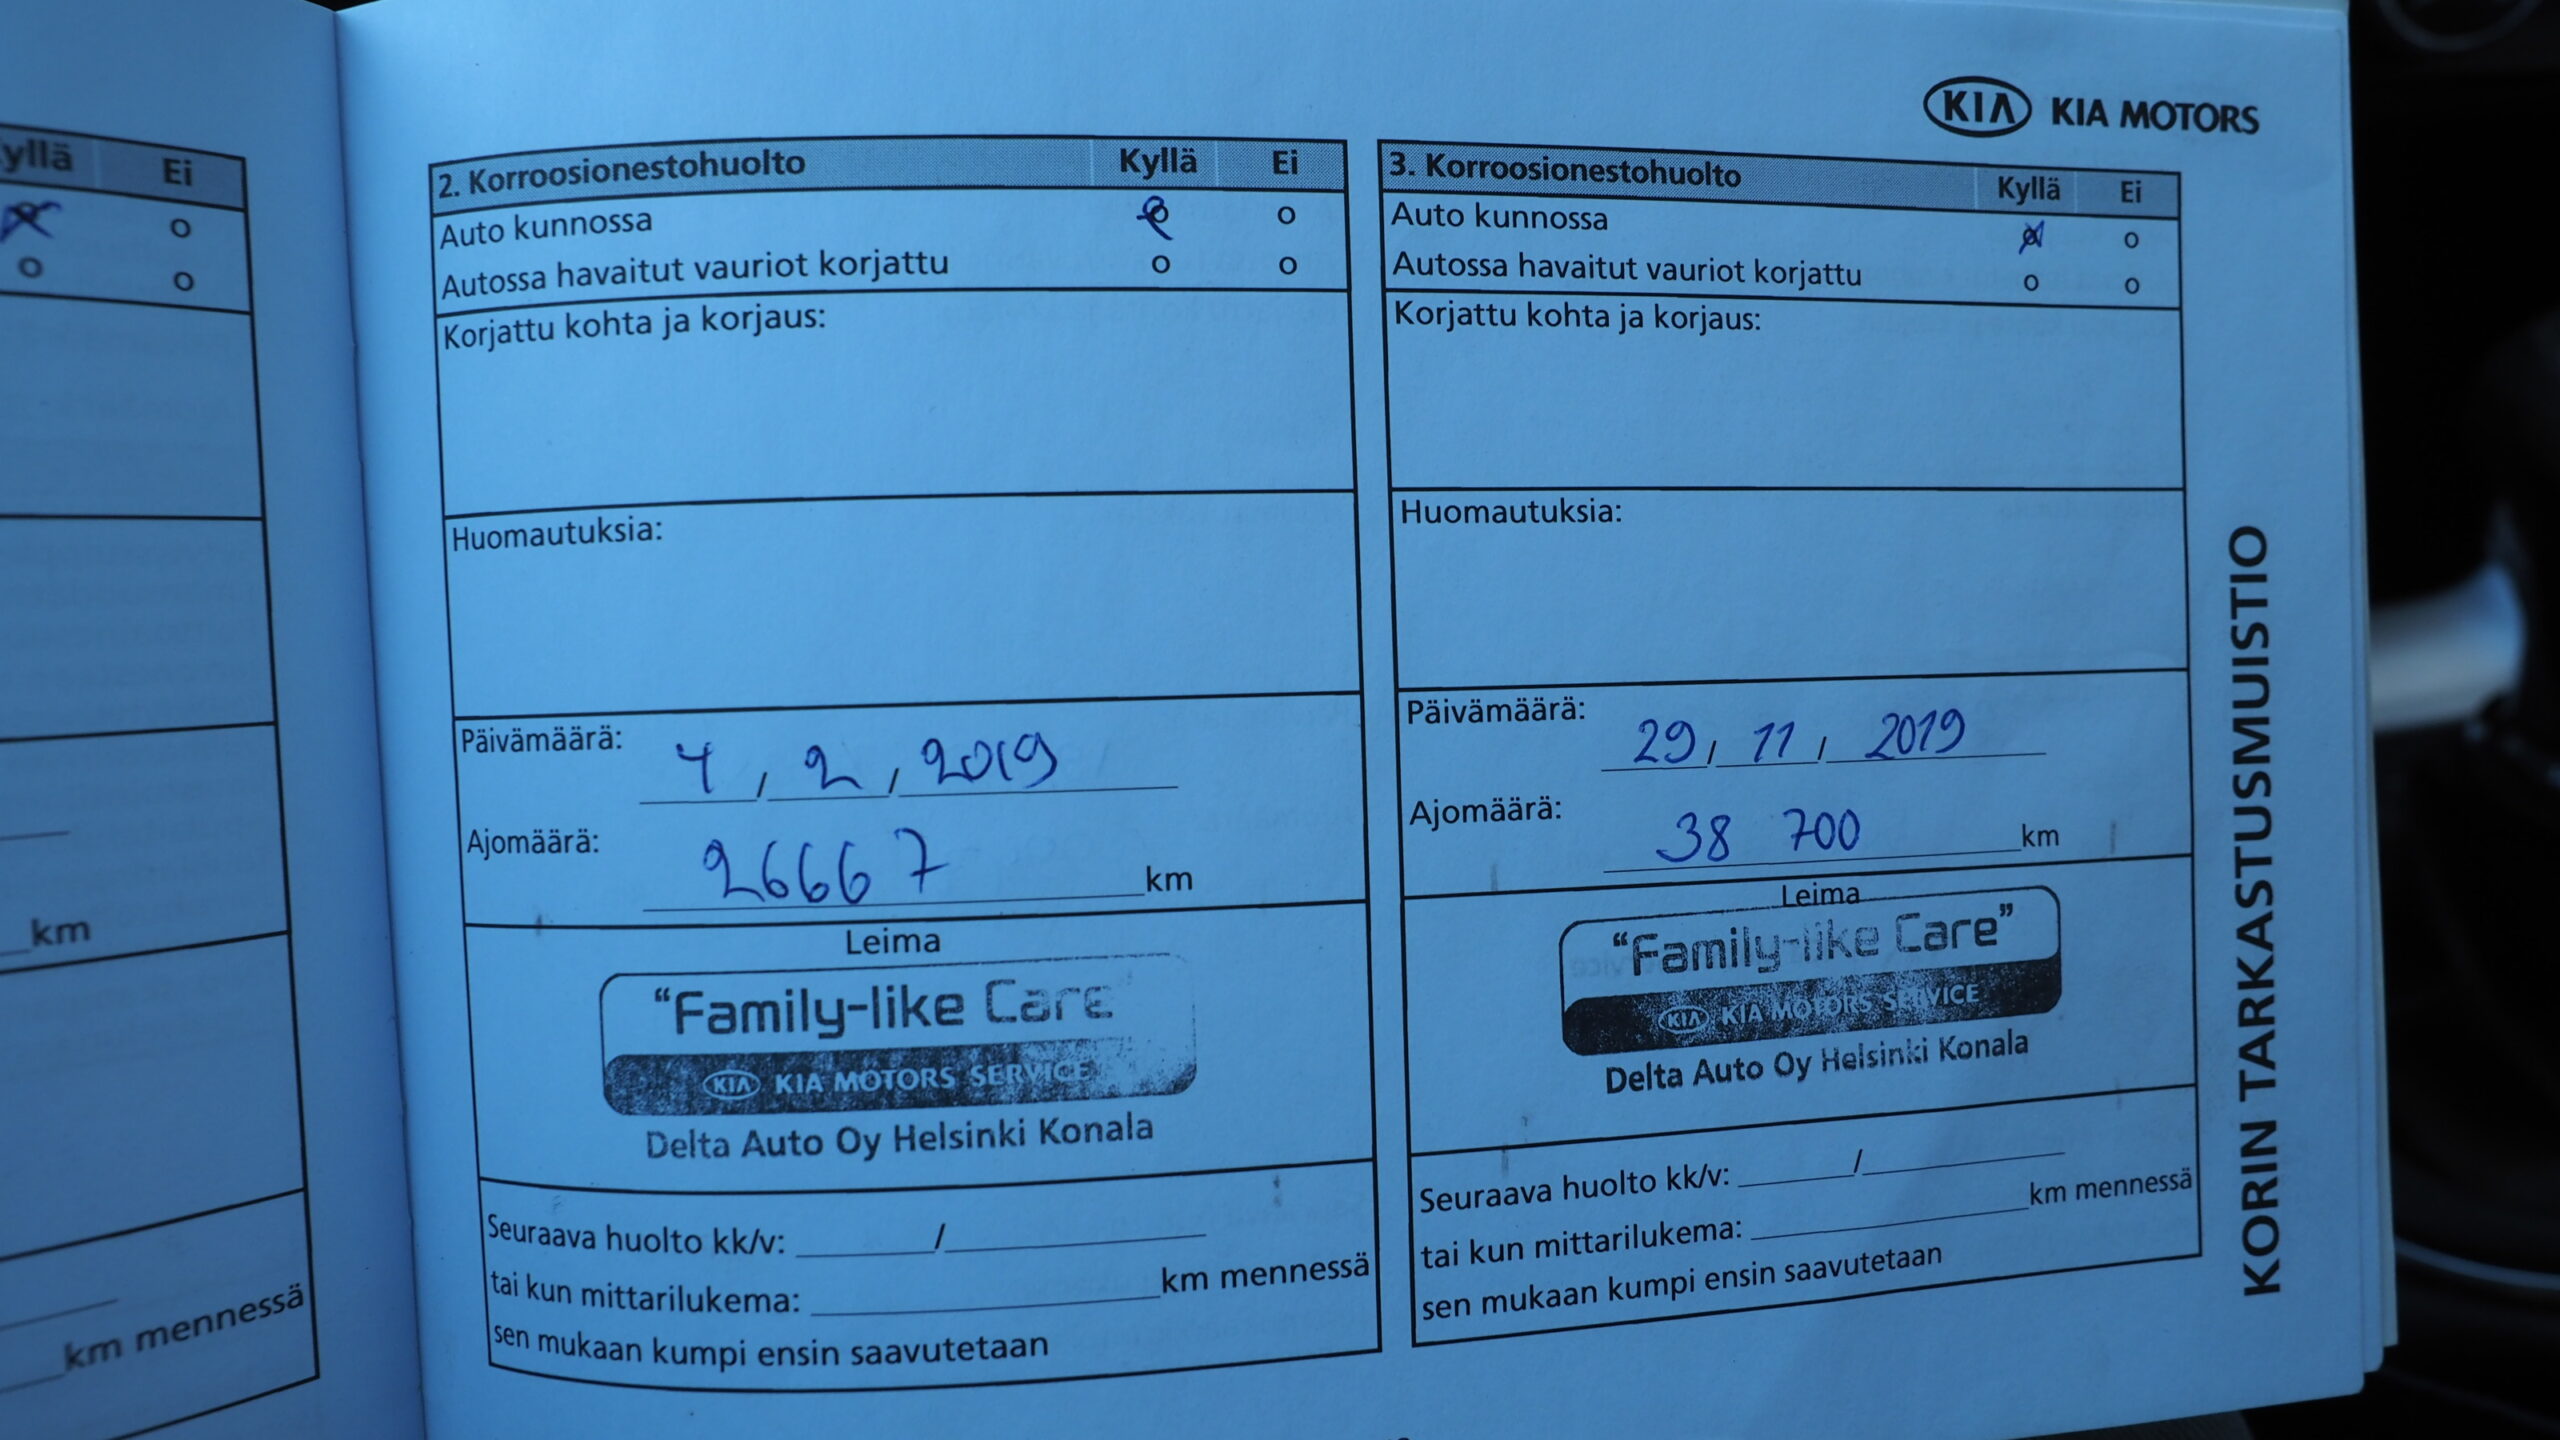 KIA KIA MOTORS
Kyllä Ei
o
o o
km
km mennessä
2. Korroosionestohuolto Kyllä Ei
Auto kunnossa o o
Autossa havaitut vauriot korjattu o o
Korjattu kohta ja korjaus:
Huomautuksia:
Päivämäärä: 4 / 2 / 2019
Ajomäärä: 26667 km
Leima
"Family-like Care"
KIA KIA MOTORS SERVICE
Delta Auto Oy Helsinki Konala
Seuraava huolto kk/v: /
tai kun mittarilukema: km mennessä
sen mukaan kumpi ensin saavutetaan
3. Korroosionestohuolto Kyllä Ei
Auto kunnossa o o
Autossa havaitut vauriot korjattu o o
Korjattu kohta ja korjaus:
Huomautuksia:
Päivämäärä: 29 / 11 / 2019
Ajomäärä: 38 700 km
Leima
"Family-like Care"
KIA KIA MOTORS SERVICE
Delta Auto Oy Helsinki Konala
Seuraava huolto kk/v: /
tai kun mittarilukema: km mennessä
sen mukaan kumpi ensin saavutetaan
KORIN TARKASTUSMUISTIO